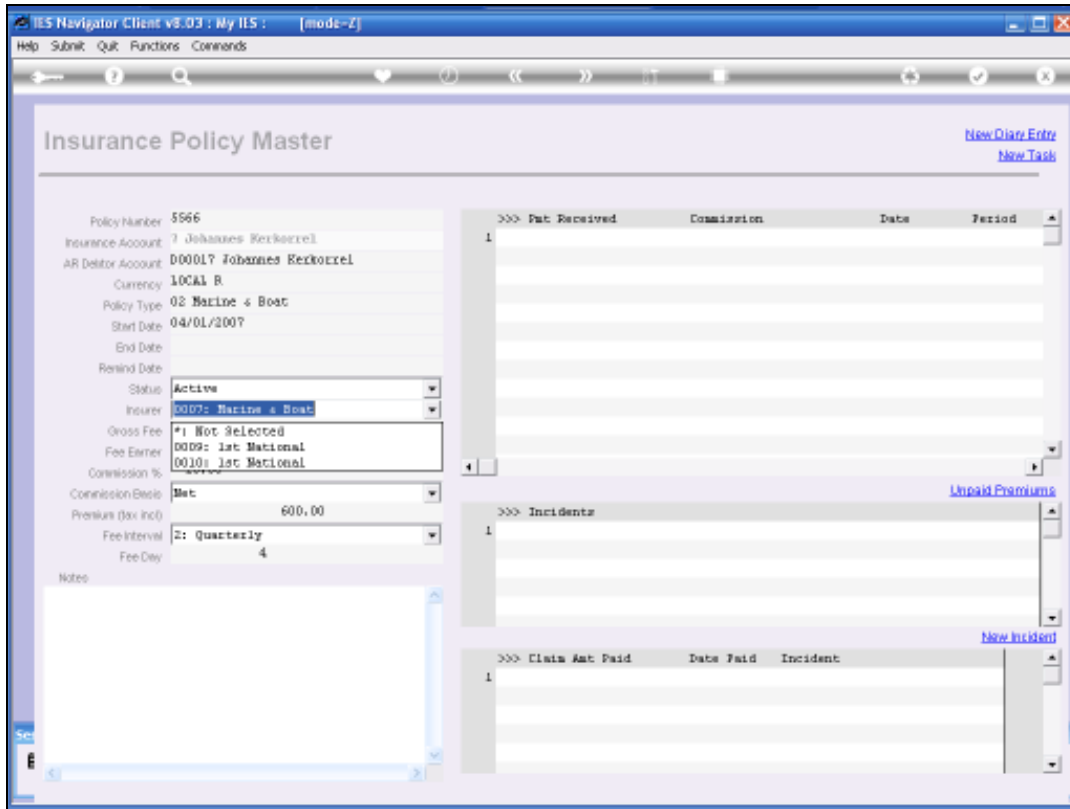 IES Navigator Client v8.03 : My IES :     [mode=Z]
Help  Submit  Quit  Functions  Commands
Insurance Policy Master
New Diary Entry
New Task
Policy Number 5566
Insurance Account 7 Johannes Kerkorrel
AR Debtor Account D00017 Johannes Kerkorrel
Currency LOCAL R
Policy Type 02 Marine & Boat
Start Date 04/01/2007
End Date
Remind Date
Status Active
Insurer 0007: Marine & Boat
Gross Fee *: Not Selected
Fee Earner 0009: 1st National
0010: 1st National
Commission %
Commission Basis Net
Premium (tax incl) 600.00
Fee Interval 2: Quarterly
Fee Day 4
Notes
>>> Pmt Received Commission Date Period
1
Unpaid Premiums
>>> Incidents
1
New Incident
>>> Claim Amt Paid Date Paid Incident
1